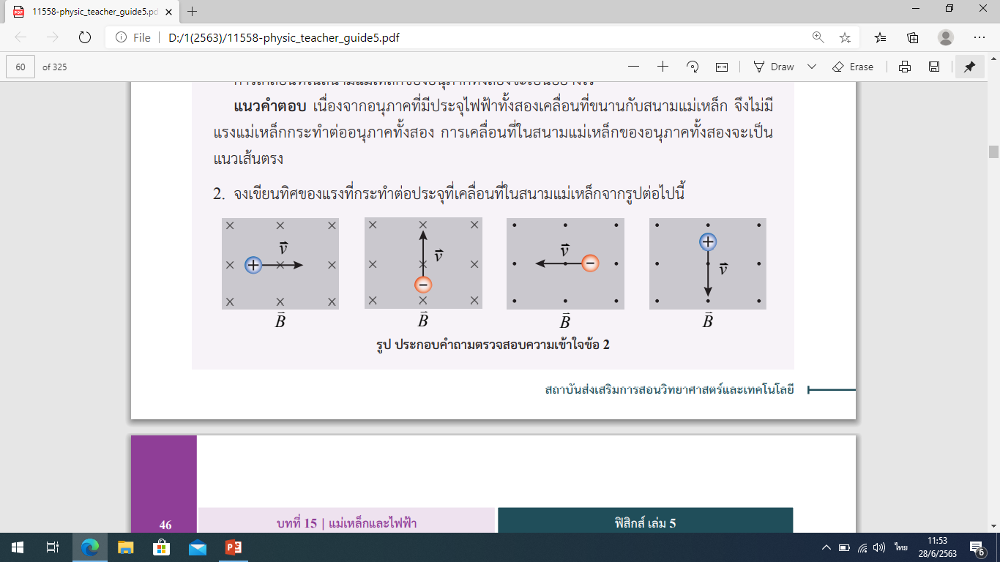 11558-physic_teacher_guide5.pd
File
D:/1(2563)/11558-physic_teacher_guide5.pdf
60 of 325
Draw
Erase
แนวคำตอบ เนื่องจากอนุภาคที่มีประจุไฟฟ้าทั้งสองเคลื่อนที่ขนานกับสนามแม่เหล็ก จึงไม่มี
แรงแม่เหล็กกระทำต่ออนุภาคทั้งสอง การเคลื่อนที่ในสนามแม่เหล็กของอนุภาคทั้งสองจะเป็น
แนวเส้นตรง
2. จงเขียนทิศของแรงที่กระทำต่อประจุที่เคลื่อนที่ในสนามแม่เหล็กจากรูปต่อไปนี้
v v v v
B B B B
รูป ประกอบคำถามตรวจสอบความเข้าใจข้อ 2
สถาบันส่งเสริมการสอนวิทยาศาสตร์และเทคโนโลยี
46 บทที่ 15 | แม่เหล็กและไฟฟ้า ฟิสิกส์ เล่ม 5
ไทย
11:53
28/6/2563
6